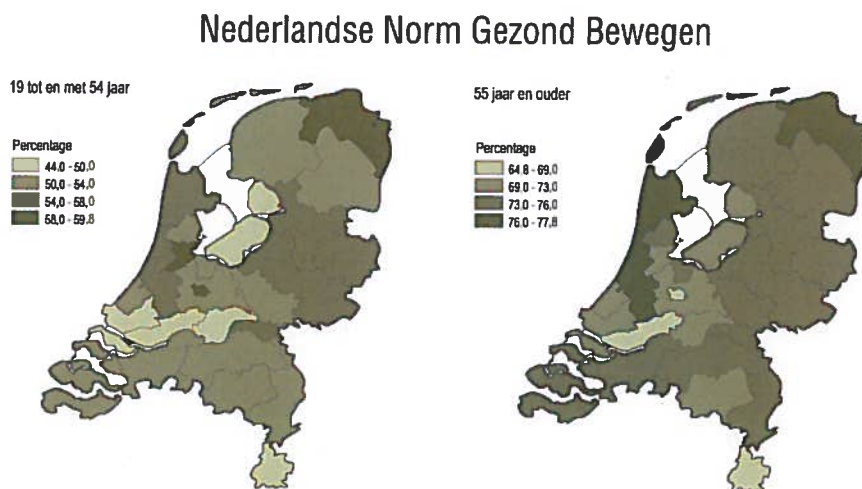 Nederlandse Norm Gezond Bewegen
19 tot en met 54 jaar
Percentage
44,0 - 50,0
50,0 - 54,0
54,0 - 58,0
58,0 - 59,8
55 jaar en ouder
Percentage
64,8 - 69,0
69,0 - 73,0
73,0 - 76,0
76,0 - 77,8